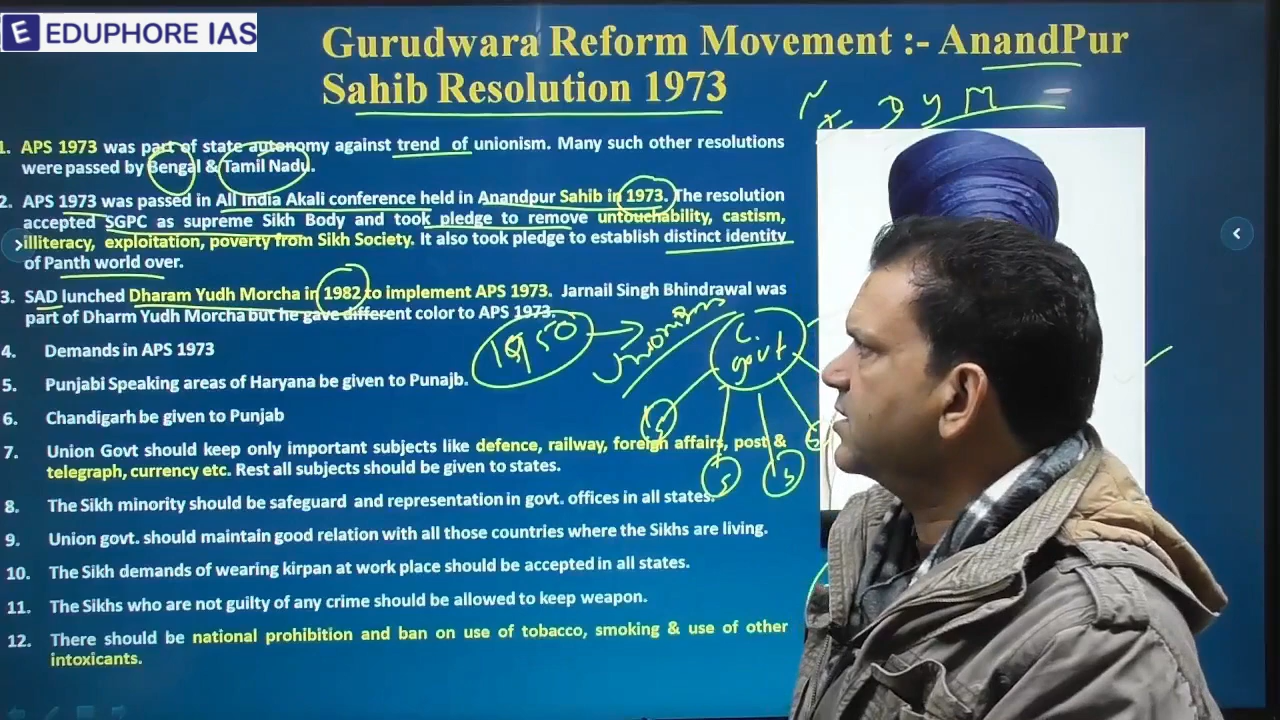 E EDUPHORE IAS
Gurudwara Reform Movement :- AnandPur
Sahib Resolution 1973
D Y M
1. APS 1973 was part of state autonomy against trend of unionism. Many such other resolutions
were passed by Bengal & Tamil Nadu.
2. APS 1973 was passed in All India Akali conference held in Anandpur Sahib in 1973. The resolution
accepted SGPC as supreme Sikh Body and took pledge to remove untouchability, castism,
illiteracy, exploitation, poverty from Sikh Society. It also took pledge to establish distinct identity
of Panth world over.
3. SAD lunched Dharam Yudh Morcha in 1982 to implement APS 1973. Jarnail Singh Bhindrawal was
part of Dharm Yudh Morcha but he gave different color to APS 1973.
1950 unionism
C
govt
4. Demands in APS 1973
5. Punjabi Speaking areas of Haryana be given to Punajb.
6. Chandigarh be given to Punjab
S S S S
7. Union Govt should keep only important subjects like defence, railway, foreigh affairs, post &
telegraph, currency etc. Rest all subjects should be given to states.
8. The Sikh minority should be safeguard and representation in govt. offices in all states.
9. Union govt. should maintain good relation with all those countries where the Sikhs are living.
10. The Sikh demands of wearing kirpan at work place should be accepted in all states.
11. The Sikhs who are not guilty of any crime should be allowed to keep weapon.
12. There should be national prohibition and ban on use of tobacco, smoking & use of other
intoxicants.